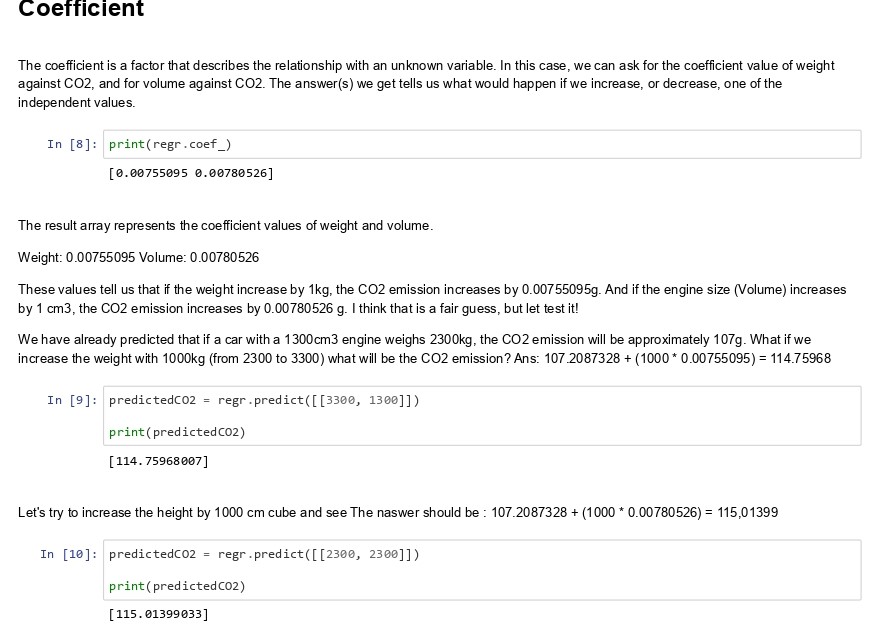 Coefficient
The coefficient is a factor that describes the relationship with an unknown variable. In this case, we can ask for the coefficient value of weight
against CO2, and for volume against CO2. The answer(s) we get tells us what would happen if we increase, or decrease, one of the
independent values.
In [8]: print(regr.coef_)
[0.00755095 0.00780526]
The result array represents the coefficient values of weight and volume.
Weight: 0.00755095 Volume: 0.00780526
These values tell us that if the weight increase by 1kg, the CO2 emission increases by 0.00755095g. And if the engine size (Volume) increases
by 1 cm3, the CO2 emission increases by 0.00780526 g. I think that is a fair guess, but let test it!
We have already predicted that if a car with a 1300cm3 engine weighs 2300kg, the CO2 emission will be approximately 107g. What if we
increase the weight with 1000kg (from 2300 to 3300) what will be the CO2 emission? Ans: 107.2087328 + (1000 * 0.00755095) = 114.75968
In [9]: predictedCO2 = regr.predict([[3300, 1300]])
print(predictedCO2)
[114.75968007]
Let's try to increase the height by 1000 cm cube and see The naswer should be : 107.2087328 + (1000 * 0.00780526) = 115,01399
In [10]: predictedCO2 = regr.predict([[2300, 2300]])
print(predictedCO2)
[115.01399033]